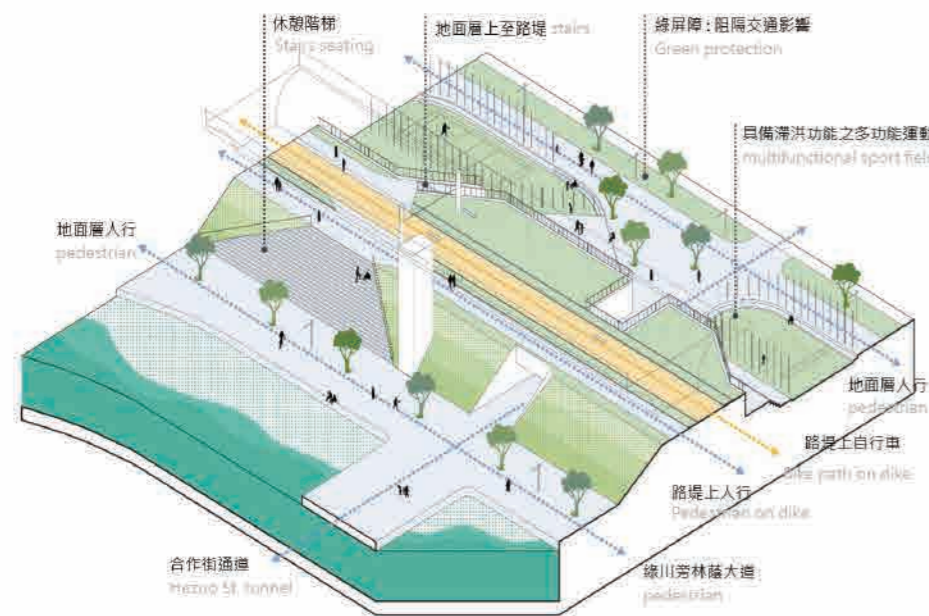 休憩階梯
Stairs seating
地面層上至路堤 stairs
綠屏障：阻隔交通影響
Green protection
具備滯洪功能之多功能運動
multifunctional sport field
地面層人行
pedestrian
地面層人行
pedestrian
路堤上自行車
Bike path on dike
路堤上人行
Pedestrian on dike
合作街通道
Hezuo St. tunnel
綠川旁林蔭大道
pedestrian